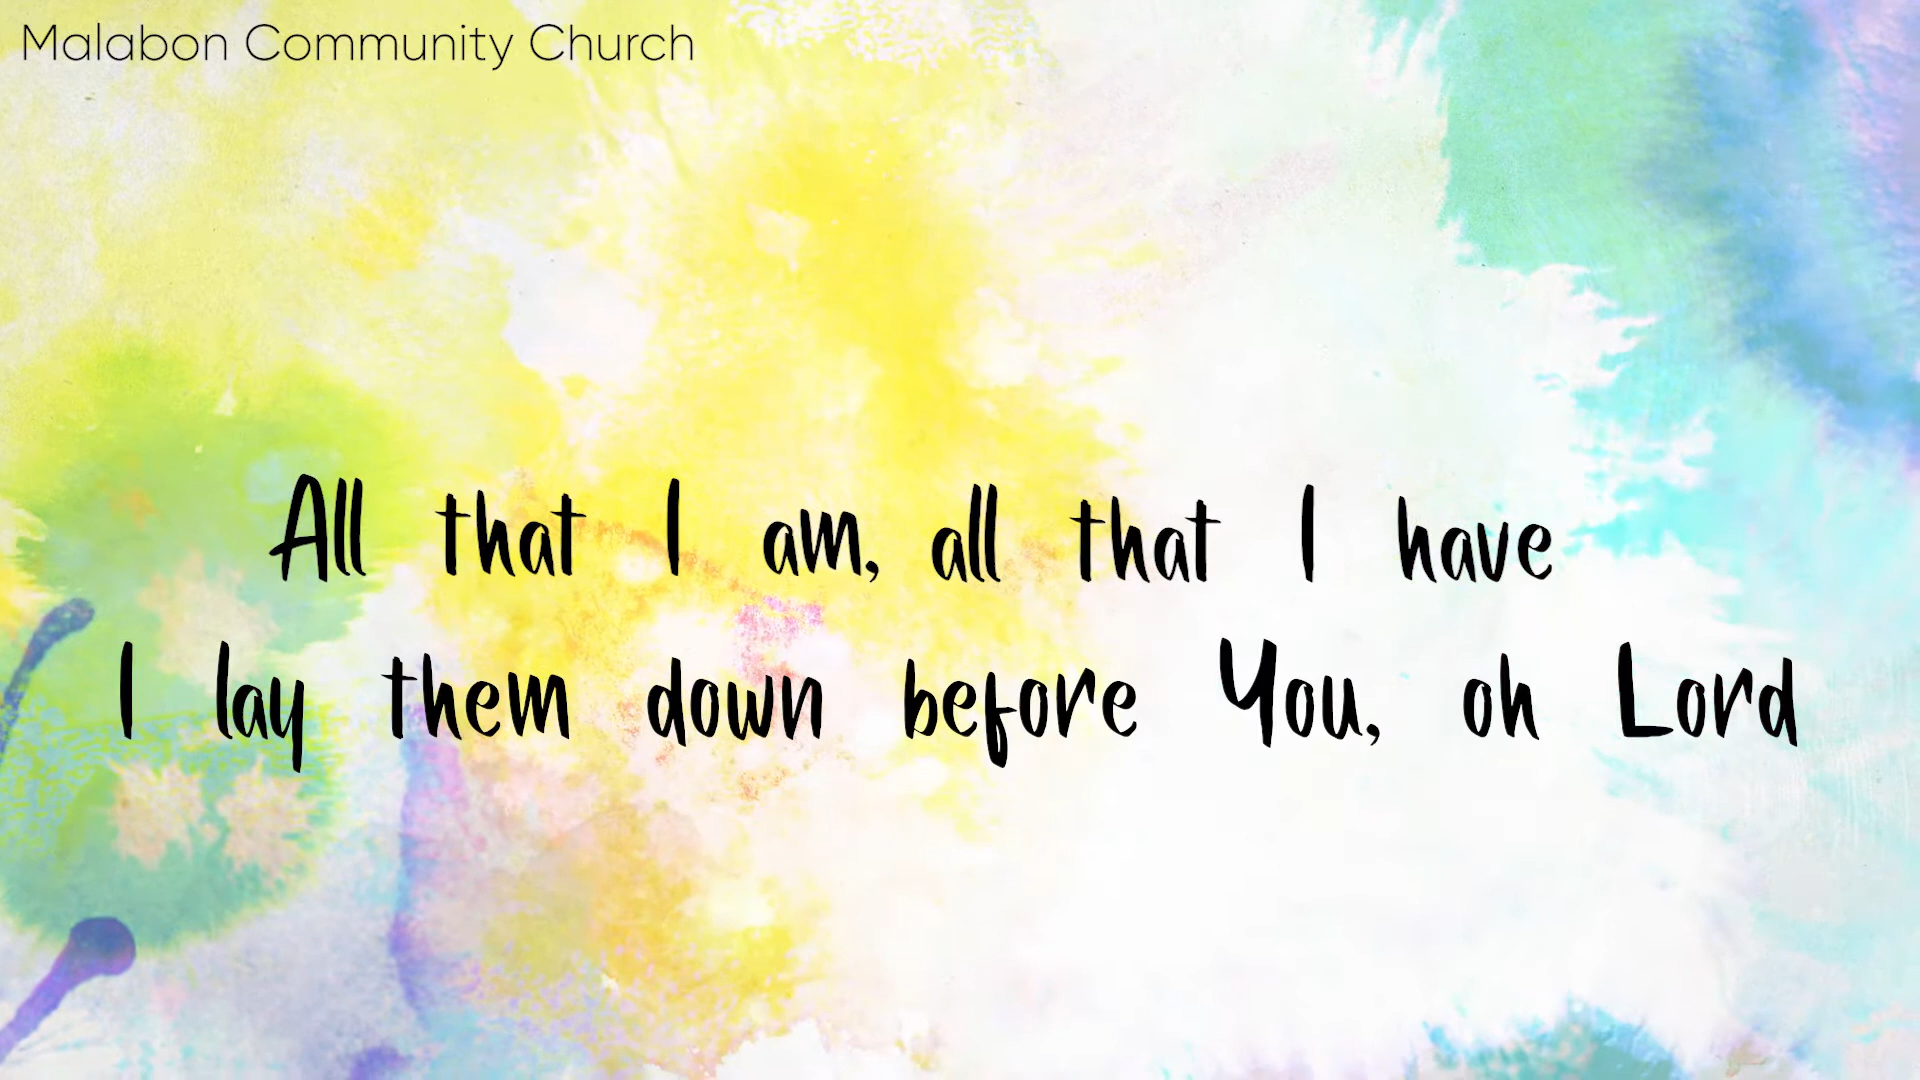 Malabon Community Church
All that I am, all that I have
I lay them down before You, oh Lord